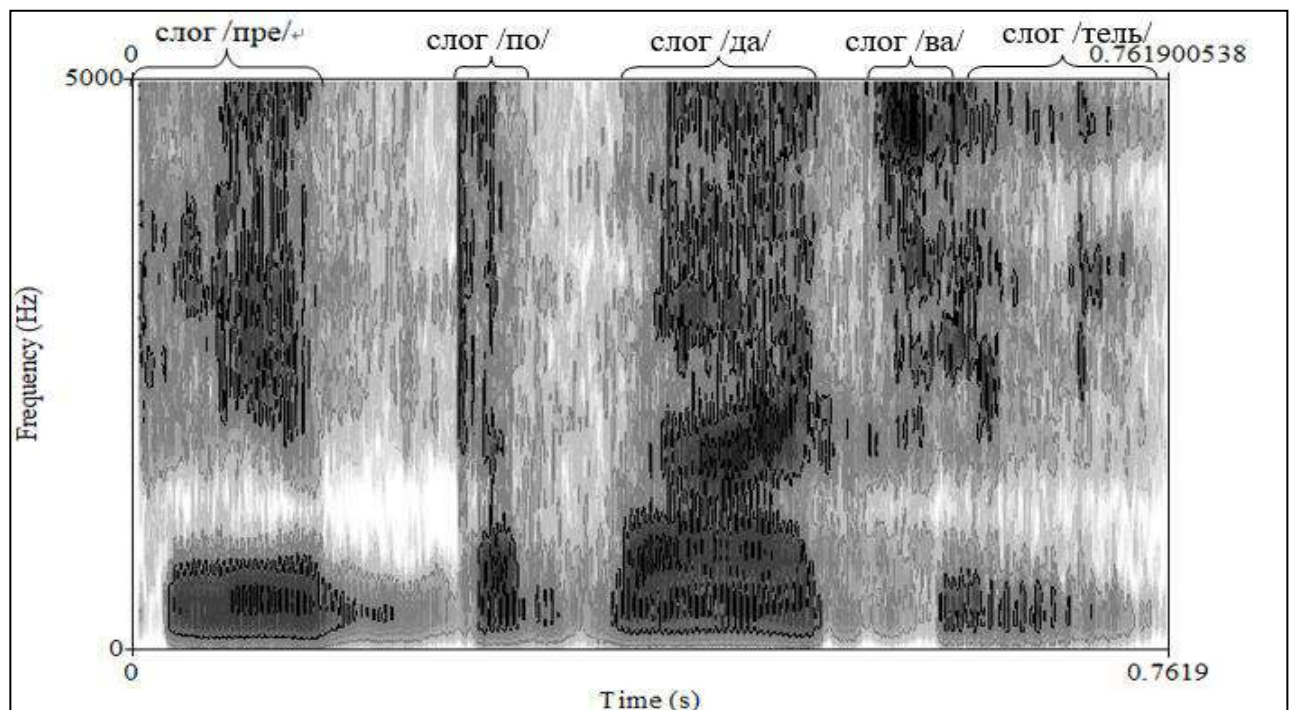 слог /пре/↵ слог /по/ слог /да/ слог /ва/ слог /тель/
0 0.761900538
5000
Frequency (Hz)
0
0 0.7619
Time (s)